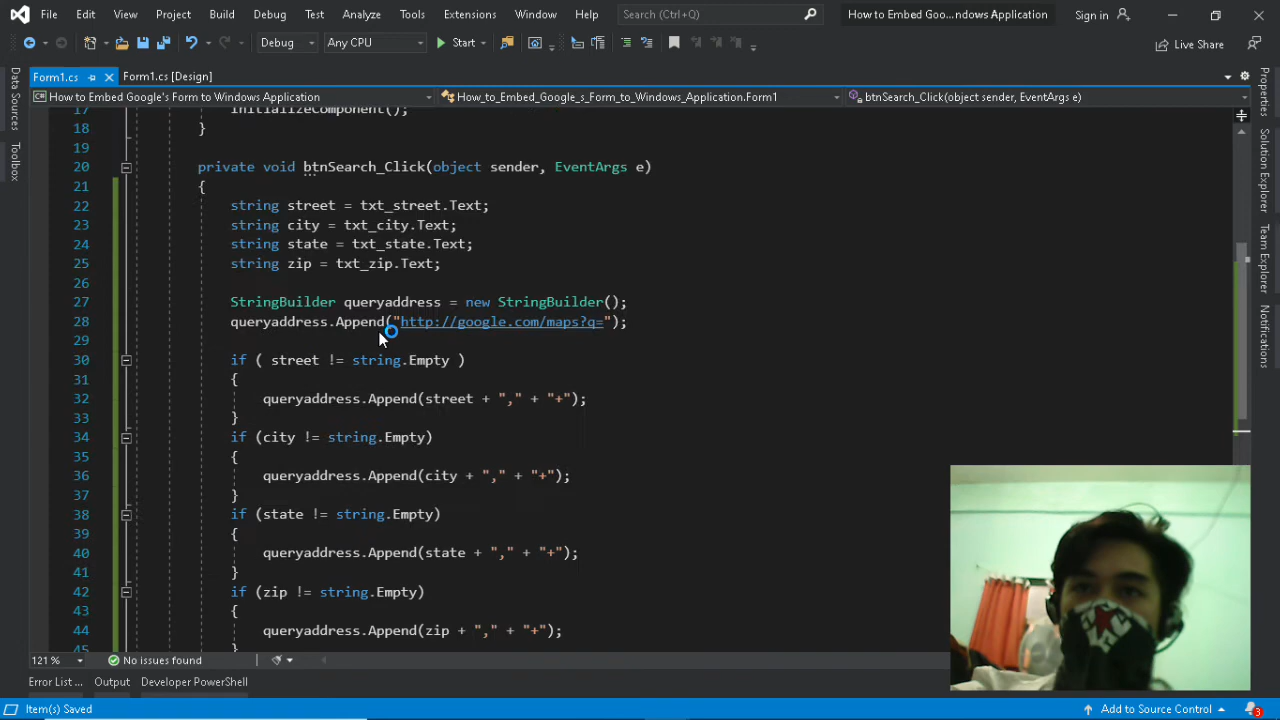 File Edit View Project Build Debug Test Analyze Tools Extensions Window Help Search (Ctrl+Q) How to Embed Goo...ndows Application Sign in
Debug Any CPU Start Live Share
Form1.cs Form1.cs [Design]
How to Embed Google's Form to Windows Application How_to_Embed_Google_s_Form_to_Windows_Application.Form1 btnSearch_Click(object sender, EventArgs e)
Data Sources
Toolbox
Properties
Solution Explorer
Team Explorer
17 InitializeComponent();
18 }
19
20 private void btnSearch_Click(object sender, EventArgs e)
21 {
22 string street = txt_street.Text;
23 string city = txt_city.Text;
24 string state = txt_state.Text;
25 string zip = txt_zip.Text;
26
27 StringBuilder queryaddress = new StringBuilder();
28 queryaddress.Append("http://google.com/maps?q=");
29
30 if ( street != string.Empty )
31 {
32 queryaddress.Append(street + "," + "+");
33 }
34 if (city != string.Empty)
35 {
36 queryaddress.Append(city + "," + "+");
37 }
38 if (state != string.Empty)
39 {
40 queryaddress.Append(state + "," + "+");
41 }
42 if (zip != string.Empty)
43 {
44 queryaddress.Append(zip + "," + "+");
45 }
121 % No issues found
Error List ... Output Developer PowerShell
Item(s) Saved Add to Source Control 3